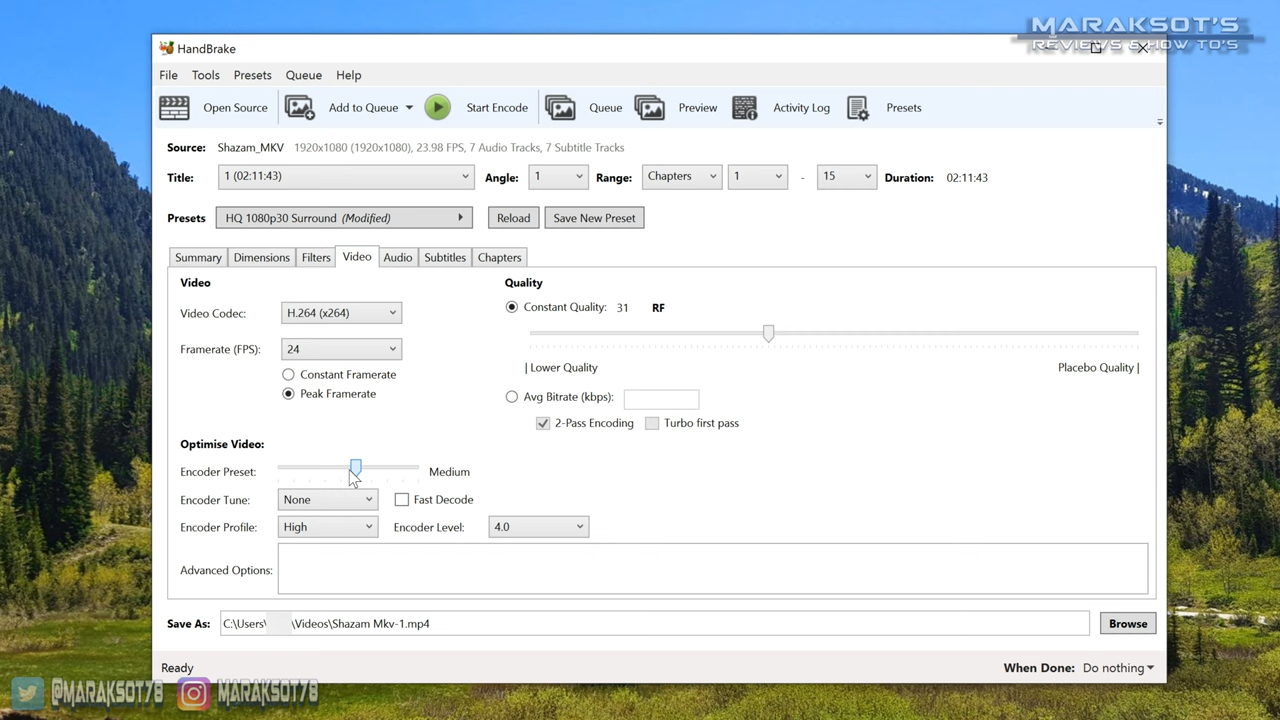 MARAKSOT'S
REVIEWS & HOW TO'S
HandBrake
File Tools Presets Queue Help
Open Source Add to Queue Start Encode Queue Preview Activity Log Presets
Source: Shazam_MKV 1920x1080 (1920x1080), 23.98 FPS, 7 Audio Tracks, 7 Subtitle Tracks
Title: 1 (02:11:43) Angle: 1 Range: Chapters 1 - 15 Duration: 02:11:43
Presets HQ 1080p30 Surround (Modified) Reload Save New Preset
Summary Dimensions Filters Video Audio Subtitles Chapters
Video Quality
Video Codec: H.264 (x264) Constant Quality: 31 RF
Framerate (FPS): 24
| Lower Quality Placebo Quality |
Constant Framerate
Peak Framerate Avg Bitrate (kbps):
2-Pass Encoding Turbo first pass
Optimise Video:
Encoder Preset: Medium
Encoder Tune: None Fast Decode
Encoder Profile: High Encoder Level: 4.0
Advanced Options:
Save As: C:\Users\ \Videos\Shazam Mkv-1.mp4 Browse
Ready When Done: Do nothing
@MARAKSOT78 MARAKSOT78